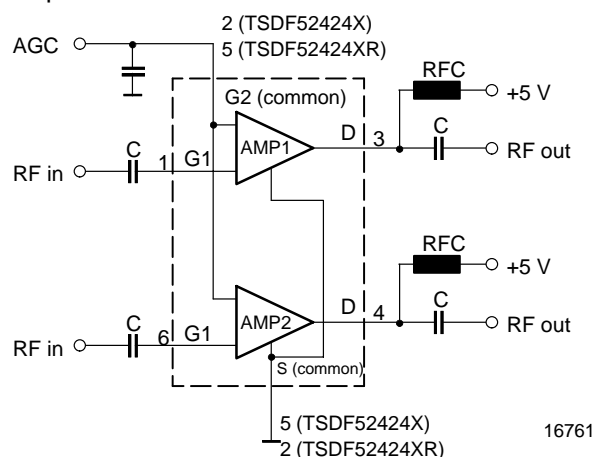 2 (TSDF52424X)
AGC
5 (TSDF52424XR)
RFC
G2 (common)
+5 V
D
3
C
AMP1
C
1
G1
RF in
RF out
RFC
+5 V
D
4
C
AMP2
C
6
G1
RF in
RF out
S (common)
5 (TSDF52424X)
16761
2 (TSDF52424XR)